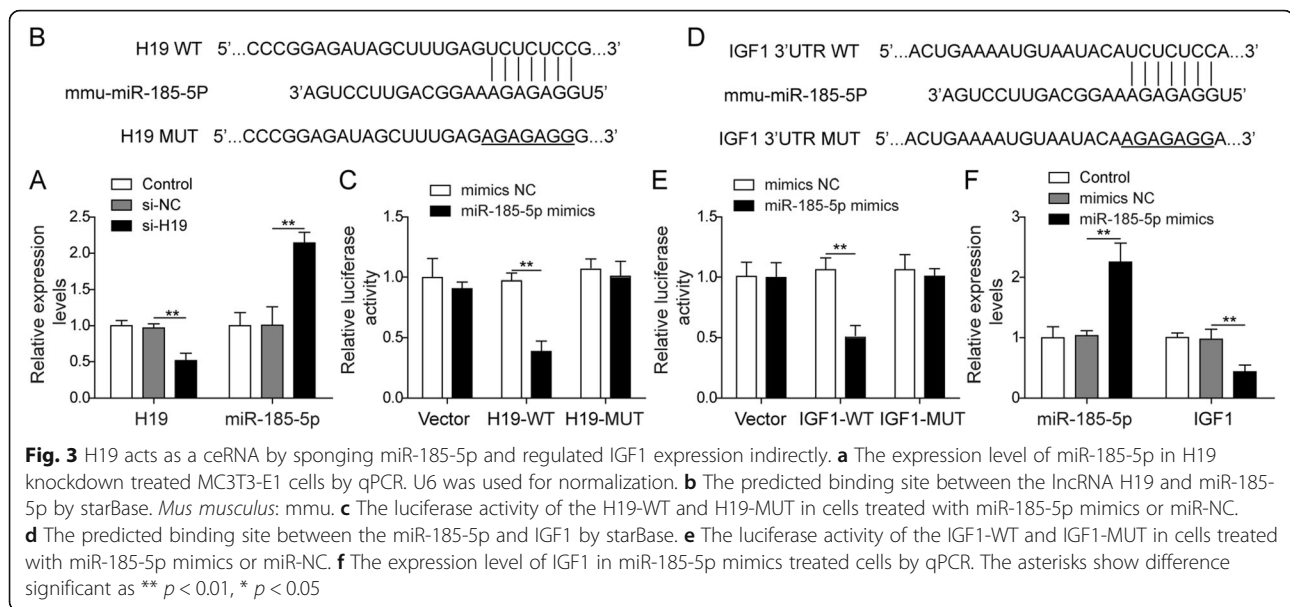 B
H19 WT 5'...CCCGGAGAUAGCUUUGAGUCUCUCCG...3'
mmu-miR-185-5P 3'AGUCCUUGACGGAAAGAGAGGU5'
H19 MUT 5'...CCCGGAGAUAGCUUUGAGAGAGAGGG...3'
D
IGF1 3'UTR WT 5'...ACUGAAAAUGUAAUACAUCUCUCCA...3'
mmu-miR-185-5P 3'AGUCCUUGACGGAAAGAGAGGU5'
IGF1 3'UTR MUT 5'...ACUGAAAAUGUAAUACAAGAGAGGA...3'
A
Control
si-NC
si-H19
Relative expression
levels
2.5
2.0
1.5
1.0
0.5
0.0
**
**
H19 miR-185-5p
C
mimics NC
miR-185-5p mimics
Relative luciferase
activity
1.5
1.0
0.5
0.0
**
Vector H19-WT H19-MUT
E
mimics NC
miR-185-5p mimics
Relative luciferase
activity
1.5
1.0
0.5
0.0
**
Vector IGF1-WT IGF1-MUT
F
Control
mimics NC
miR-185-5p mimics
Relative expression
levels
3
2
1
0
**
**
miR-185-5p IGF1
Fig. 3 H19 acts as a ceRNA by sponging miR-185-5p and regulated IGF1 expression indirectly. a The expression level of miR-185-5p in H19
knockdown treated MC3T3-E1 cells by qPCR. U6 was used for normalization. b The predicted binding site between the lncRNA H19 and miR-185-
5p by starBase. Mus musculus: mmu. c The luciferase activity of the H19-WT and H19-MUT in cells treated with miR-185-5p mimics or miR-NC.
d The predicted binding site between the miR-185-5p and IGF1 by starBase. e The luciferase activity of the IGF1-WT and IGF1-MUT in cells treated
with miR-185-5p mimics or miR-NC. f The expression level of IGF1 in miR-185-5p mimics treated cells by qPCR. The asterisks show difference
significant as ** p < 0.01, * p < 0.05